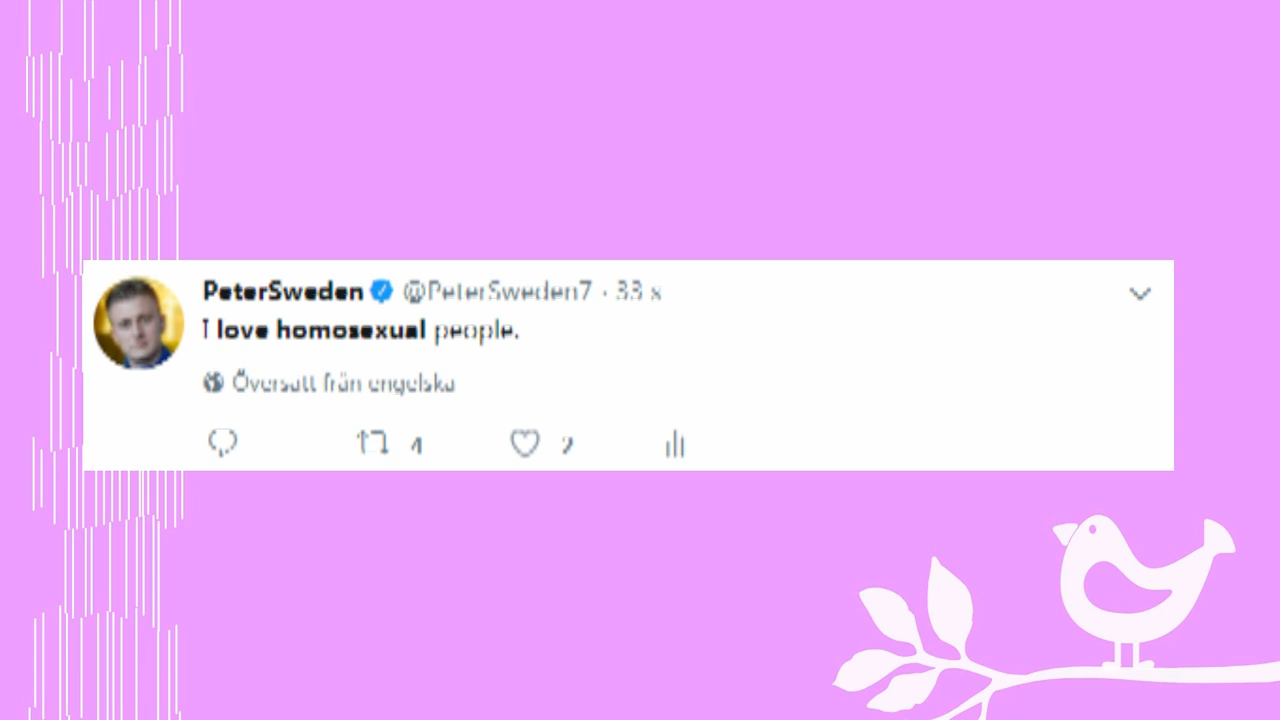 PeterSweden @PeterSweden7 · 33 s
I love homosexual people.
Översatt från engelska
4 2